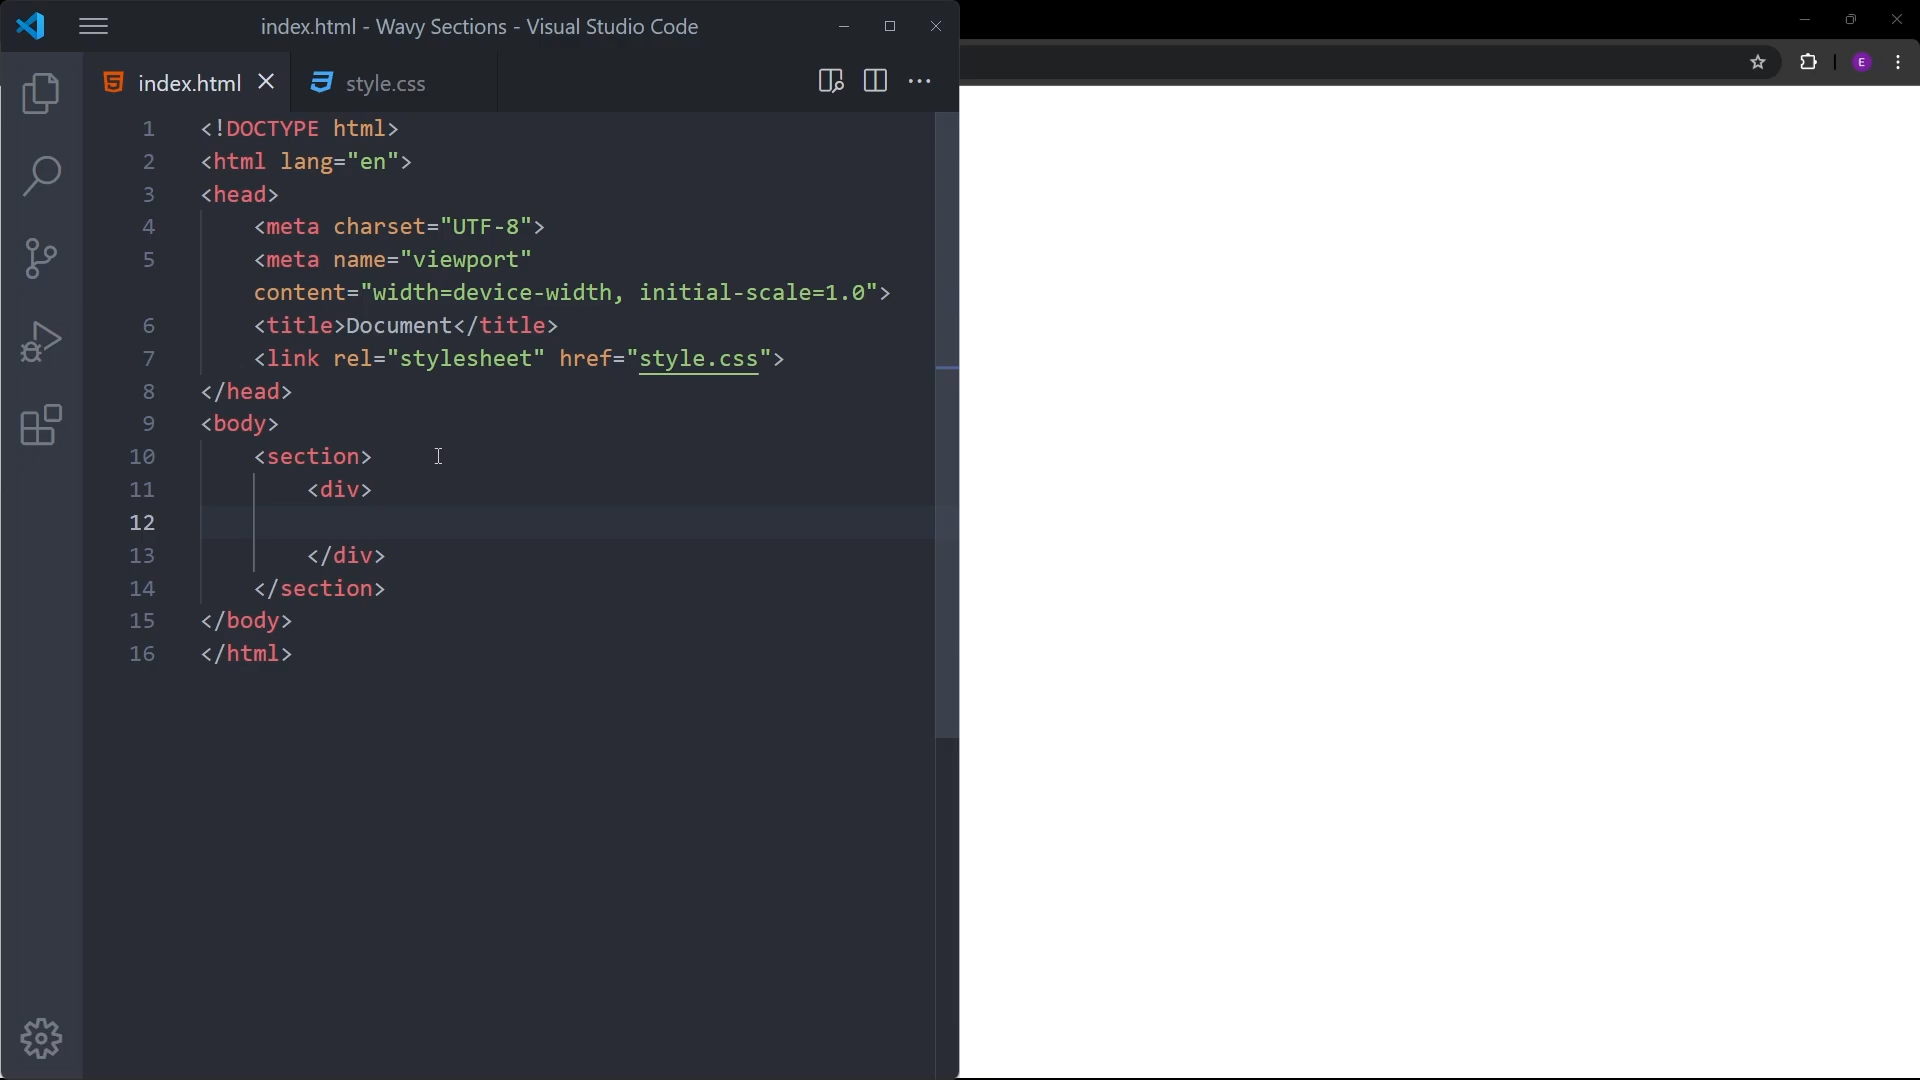 index.html - Wavy Sections - Visual Studio Code
index.html
style.css
E
1 <!DOCTYPE html>
2 <html lang="en">
3 <head>
4 <meta charset="UTF-8">
5 <meta name="viewport"
content="width=device-width, initial-scale=1.0">
6 <title>Document</title>
7 <link rel="stylesheet" href="style.css">
8 </head>
9 <body>
10 <section>
11 <div>
12
13 </div>
14 </section>
15 </body>
16 </html>